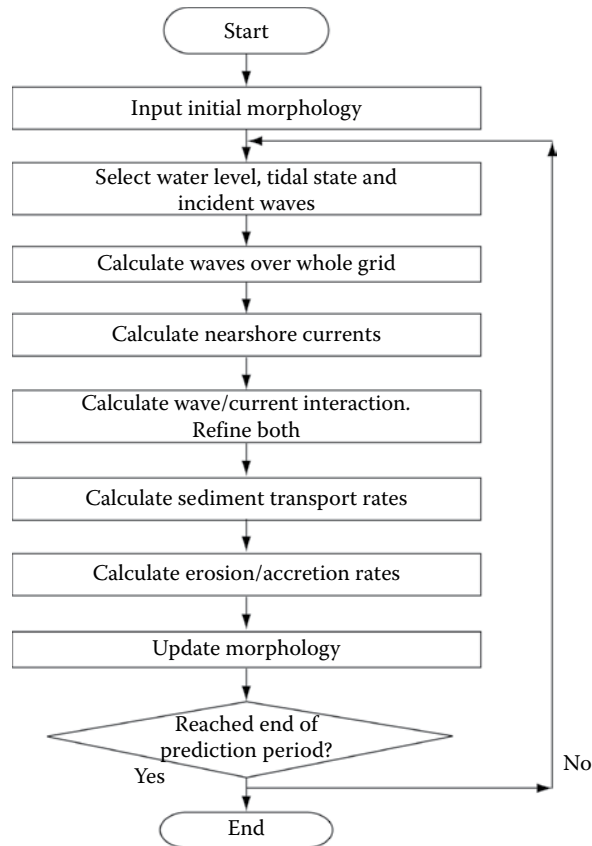 Start
Input initial morphology
Select water level, tidal state and
incident waves
Calculate waves over whole grid
Calculate nearshore currents
Calculate wave/current interaction.
Refine both
Calculate sediment transport rates
Calculate erosion/accretion rates
Update morphology
Reached end of
prediction period?
Yes
No
End